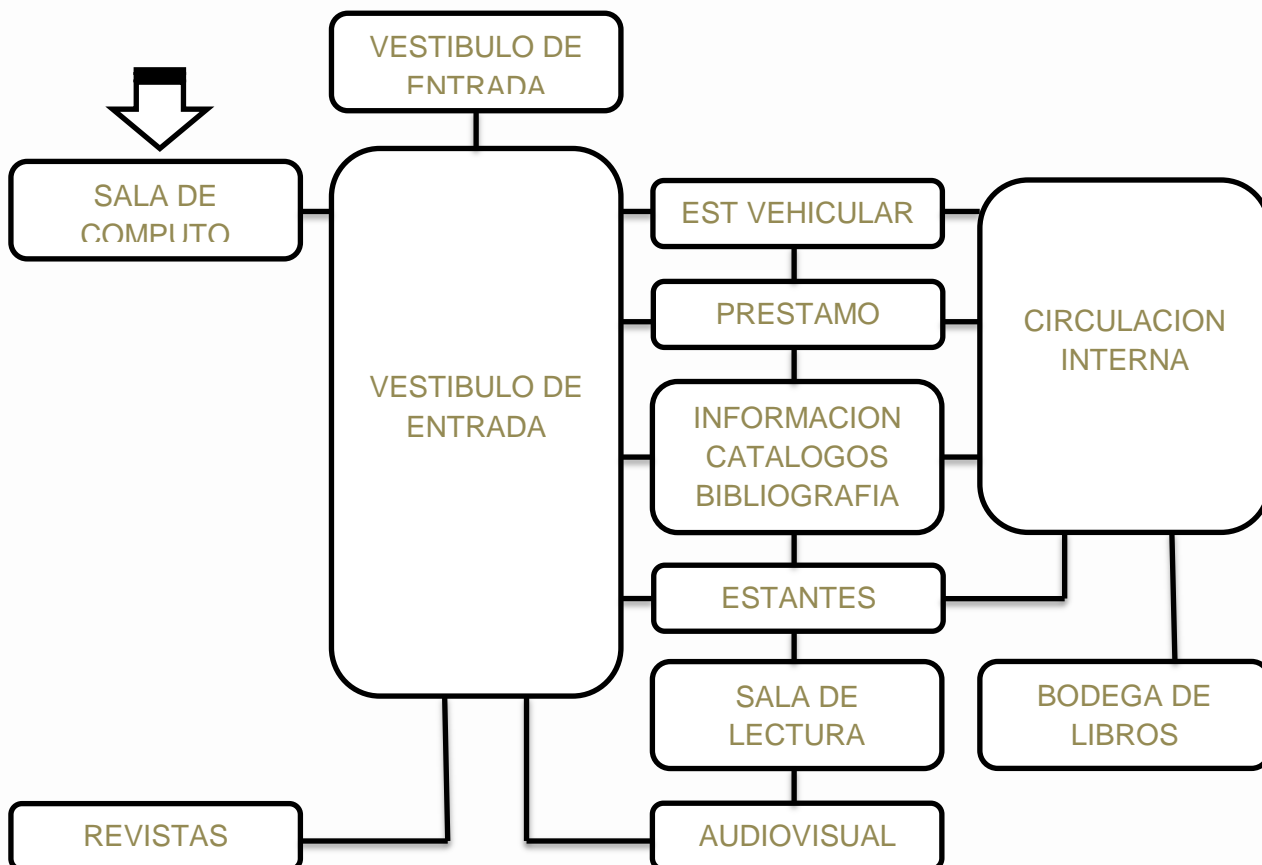 VESTIBULO DE
ENTRADA
SALA DE
COMPUTO
EST VEHICULAR
PRESTAMO
CIRCULACION
INTERNA
VESTIBULO DE
ENTRADA
INFORMACION
CATALOGOS
BIBLIOGRAFIA
ESTANTES
SALA DE
LECTURA
BODEGA DE
LIBROS
REVISTAS
AUDIOVISUAL